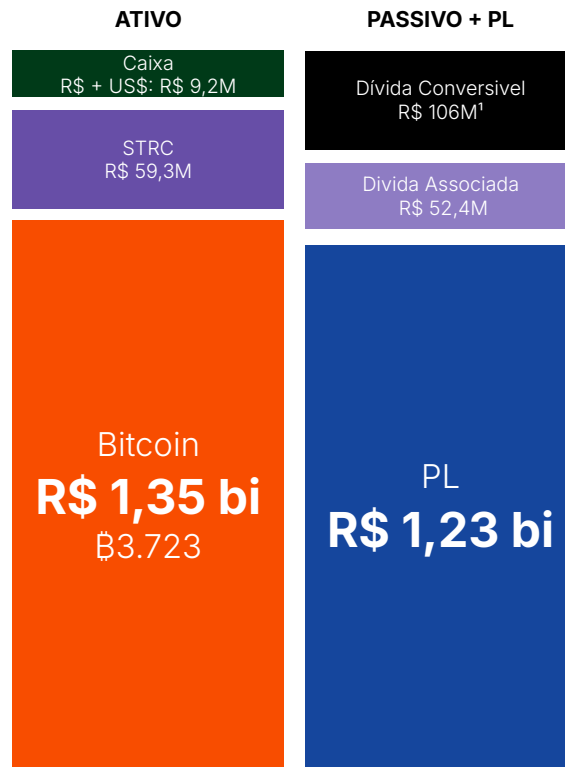 ATIVO
Caixa
R$ + US$: R$ 9,2M
STRC
R$ 59,3M
Bitcoin
R$ 1,35 bi
₿3.723
PASSIVO + PL
Dívida Conversivel
R$ 106M¹
Divida Associada
R$ 52,4M
PL
R$ 1,23 bi